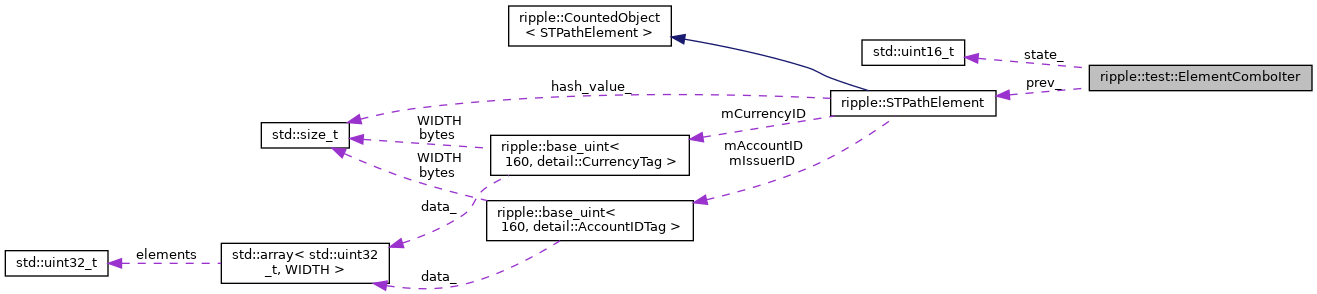 ripple::CountedObject
< STPathElement >
std::uint16_t
state_
ripple::test::ElementComboIter
prev_
hash_value_
ripple::STPathElement
mCurrencyID
WIDTH
bytes
std::size_t
ripple::base_uint<
160, detail::CurrencyTag >
mAccountID
mIssuerID
WIDTH
bytes
data_
ripple::base_uint<
160, detail::AccountIDTag >
elements
std::array< std::uint32
_t, WIDTH >
std::uint32_t
data_